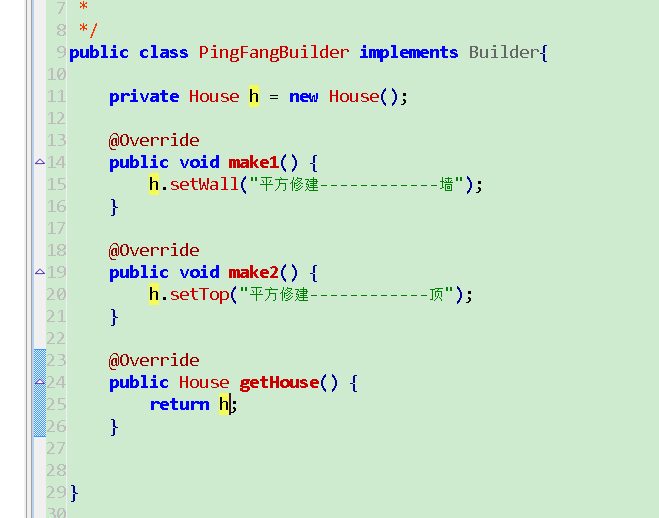 7 *
8 */
9 public class PingFangBuilder implements Builder{
10
11 private House h = new House();
12
13 @Override
14 public void make1() {
15 h.setWall("平方修建------------墙");
16 }
17
18 @Override
19 public void make2() {
20 h.setTop("平方修建------------顶");
21 }
22
23 @Override
24 public House getHouse() {
25 return h;
26 }
27
28
29 }
30